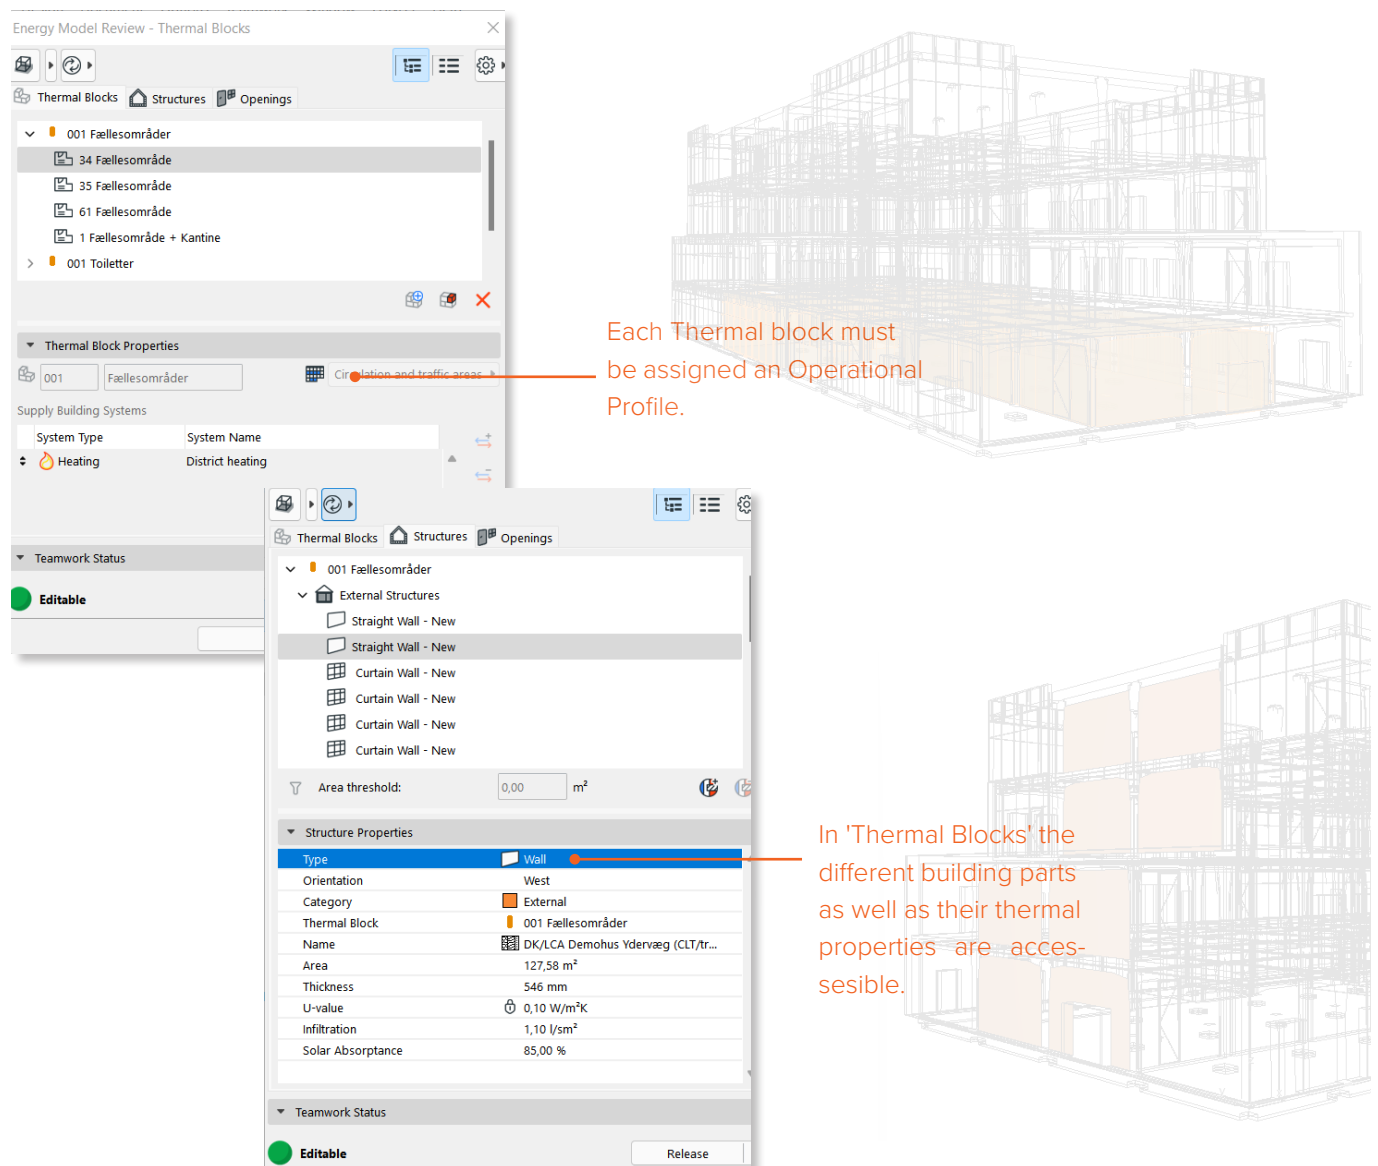 Energy Model Review - Thermal Blocks
Thermal Blocks Structures Openings
001 Fællesområder
34 Fællesområde
35 Fællesområde
61 Fællesområde
1 Fællesområde + Kantine
001 Toiletter
Thermal Block Properties
001 Fællesområder Circulation and traffic areas
Supply Building Systems
System Type System Name
Heating District heating
Teamwork Status
Editable
Each Thermal block must
be assigned an Operational
Profile.
Thermal Blocks Structures Openings
001 Fællesområder
External Structures
Straight Wall - New
Straight Wall - New
Curtain Wall - New
Curtain Wall - New
Curtain Wall - New
Curtain Wall - New
Area threshold: 0,00 m²
Structure Properties
Type Wall
Orientation West
Category External
Thermal Block 001 Fællesområder
Name DK/LCA Demohus Ydervæg (CLT/tr...
Area 127,58 m²
Thickness 546 mm
U-value 0,10 W/m²K
Infiltration 1,10 l/sm²
Solar Absorptance 85,00 %
Teamwork Status
Editable Release
In 'Thermal Blocks' the
different building parts
as well as their thermal
properties are acces-
sesible.